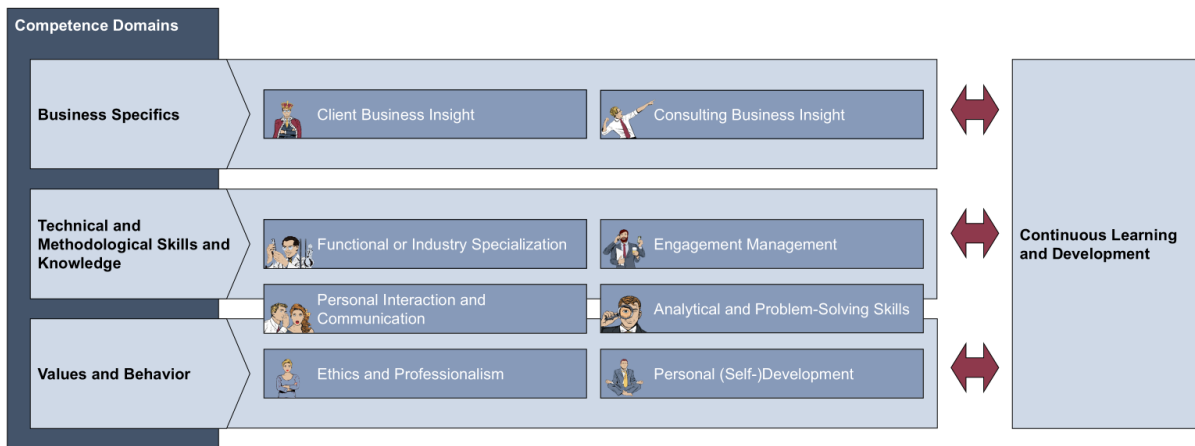 Competence Domains
Business Specifics
Client Business Insight
Consulting Business Insight
Technical and
Methodological Skills and
Knowledge
Functional or Industry Specialization
Engagement Management
Personal Interaction and
Communication
Analytical and Problem-Solving Skills
Values and Behavior
Ethics and Professionalism
Personal (Self-)Development
Continuous Learning
and Development